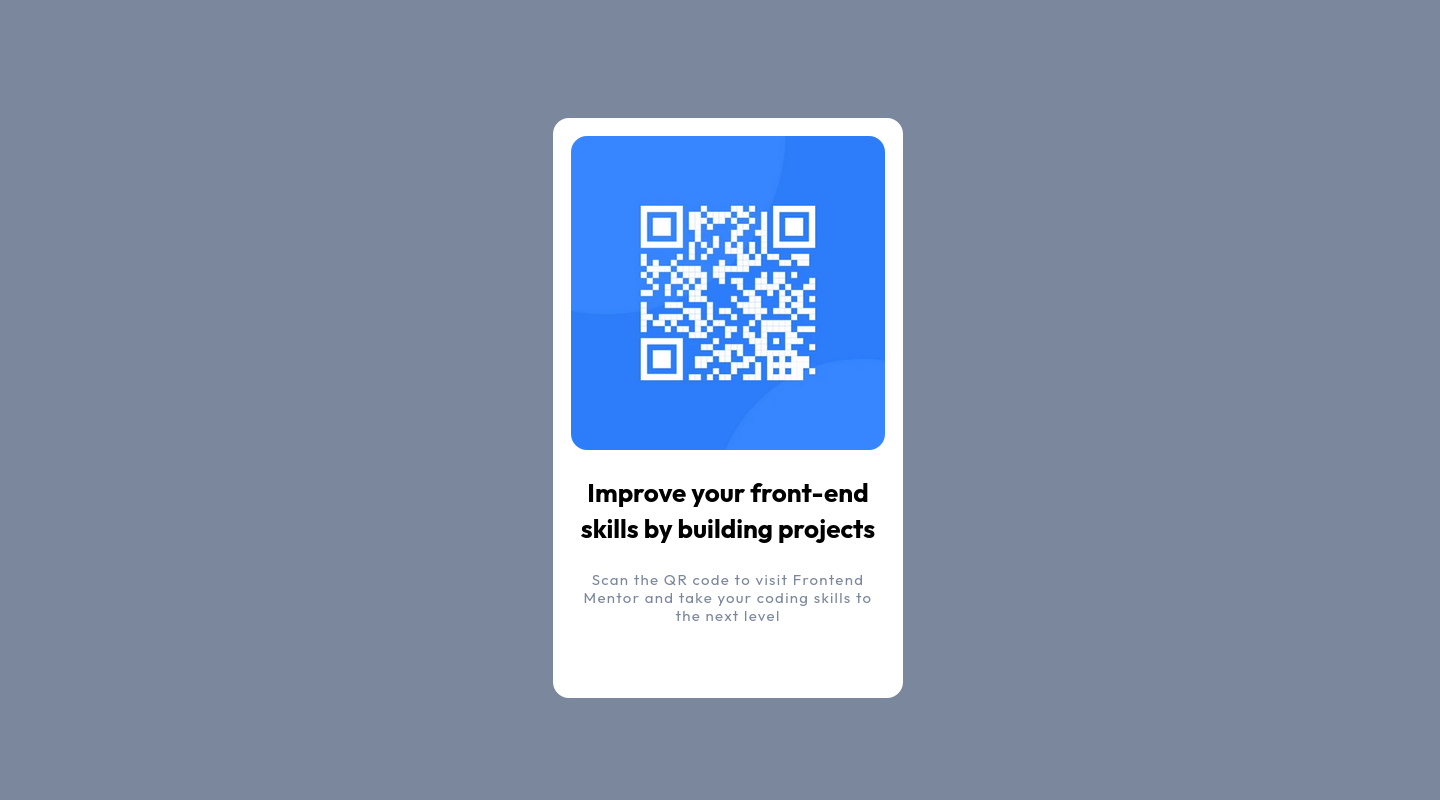 Improve your front-end
skills by building projects
Scan the QR code to visit Frontend
Mentor and take your coding skills to
the next level